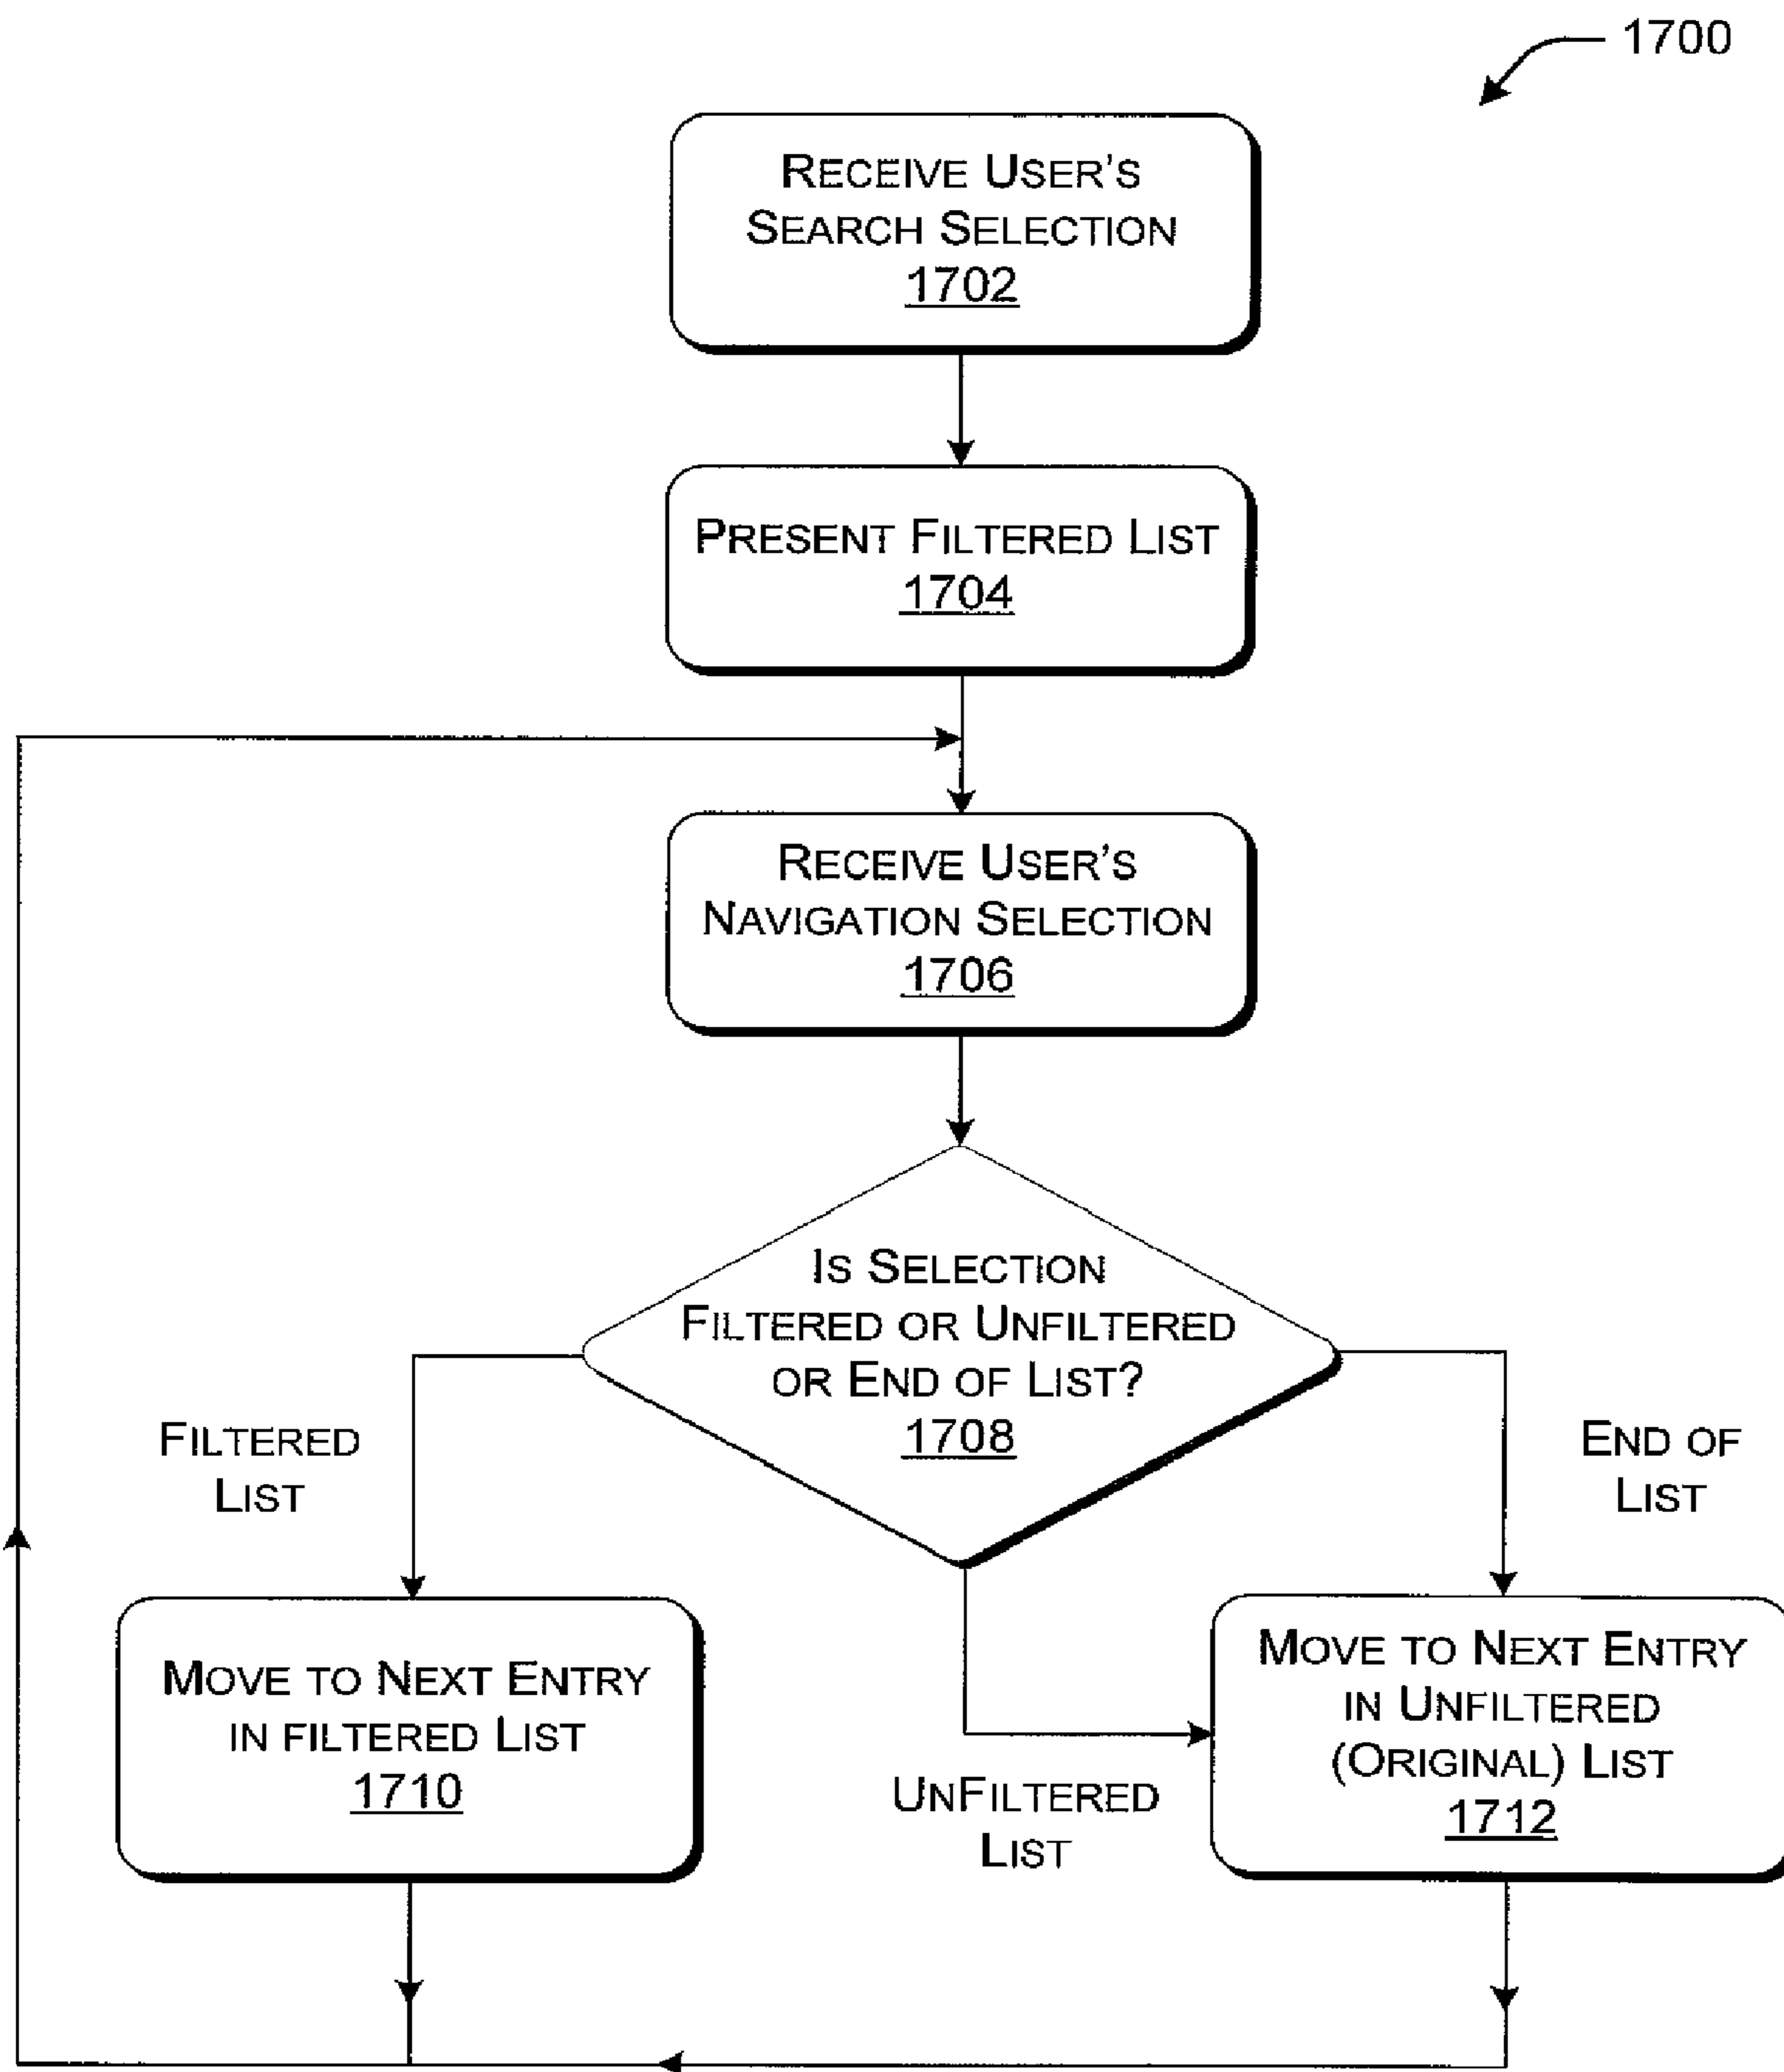 1700
RECEIVE USER'S
SEARCH SELECTION
1702
PRESENT FILTERED LIST
1704
RECEIVE USER'S
NAVIGATION SELECTION
1706
IS SELECTION
FILTERED OR UNFILTERED
OR END OF LIST?
1708
FILTERED
LIST
END OF
LIST
MOVE TO NEXT ENTRY
IN FILTERED LIST
1710
UNFILTERED
LIST
MOVE TO NEXT ENTRY
IN UNFILTERED
(ORIGINAL) LIST
1712